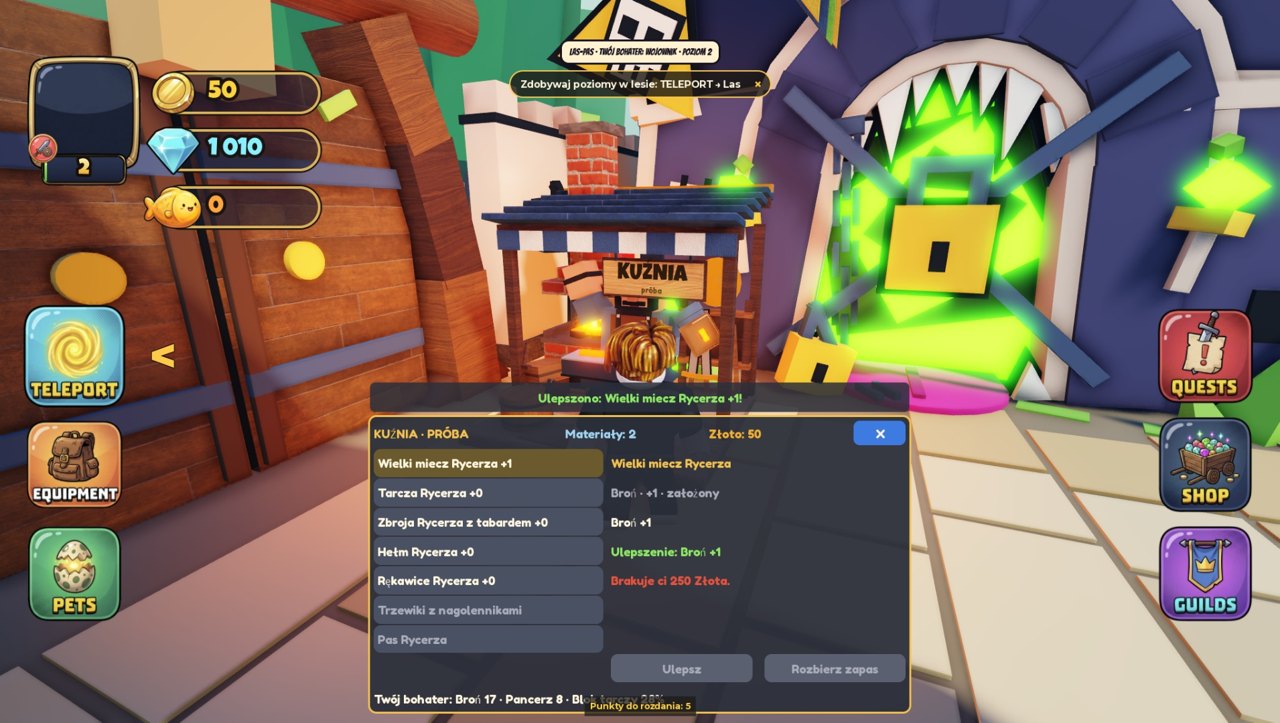 LAS-PAS · TWÓJ BOHATER: WOJOWNIK · POZIOM 2
Zdobywaj poziomy w lesie: TELEPORT → Las ×
50
1 010
0
2
KUŹNIA
próba
TELEPORT
<
EQUIPMENT
PETS
QUESTS
SHOP
GUILDS
Ulepszono: Wielki miecz Rycerza +1!
KUŹNIA · PRÓBA
Materiały: 2
Złoto: 50
✕
Wielki miecz Rycerza +1
Tarcza Rycerza +0
Zbroja Rycerza z tabardem +0
Hełm Rycerza +0
Rękawice Rycerza +0
Trzewiki z nagolennikami
Pas Rycerza
Wielki miecz Rycerza
Broń · +1 · założony
Broń +1
Ulepszenie: Broń +1
Brakuje ci 250 Złota.
Ulepsz
Rozbierz zapas
Twój bohater: Broń 17 · Pancerz 8 · Blok tarczy
Punkty do rozdania: 5